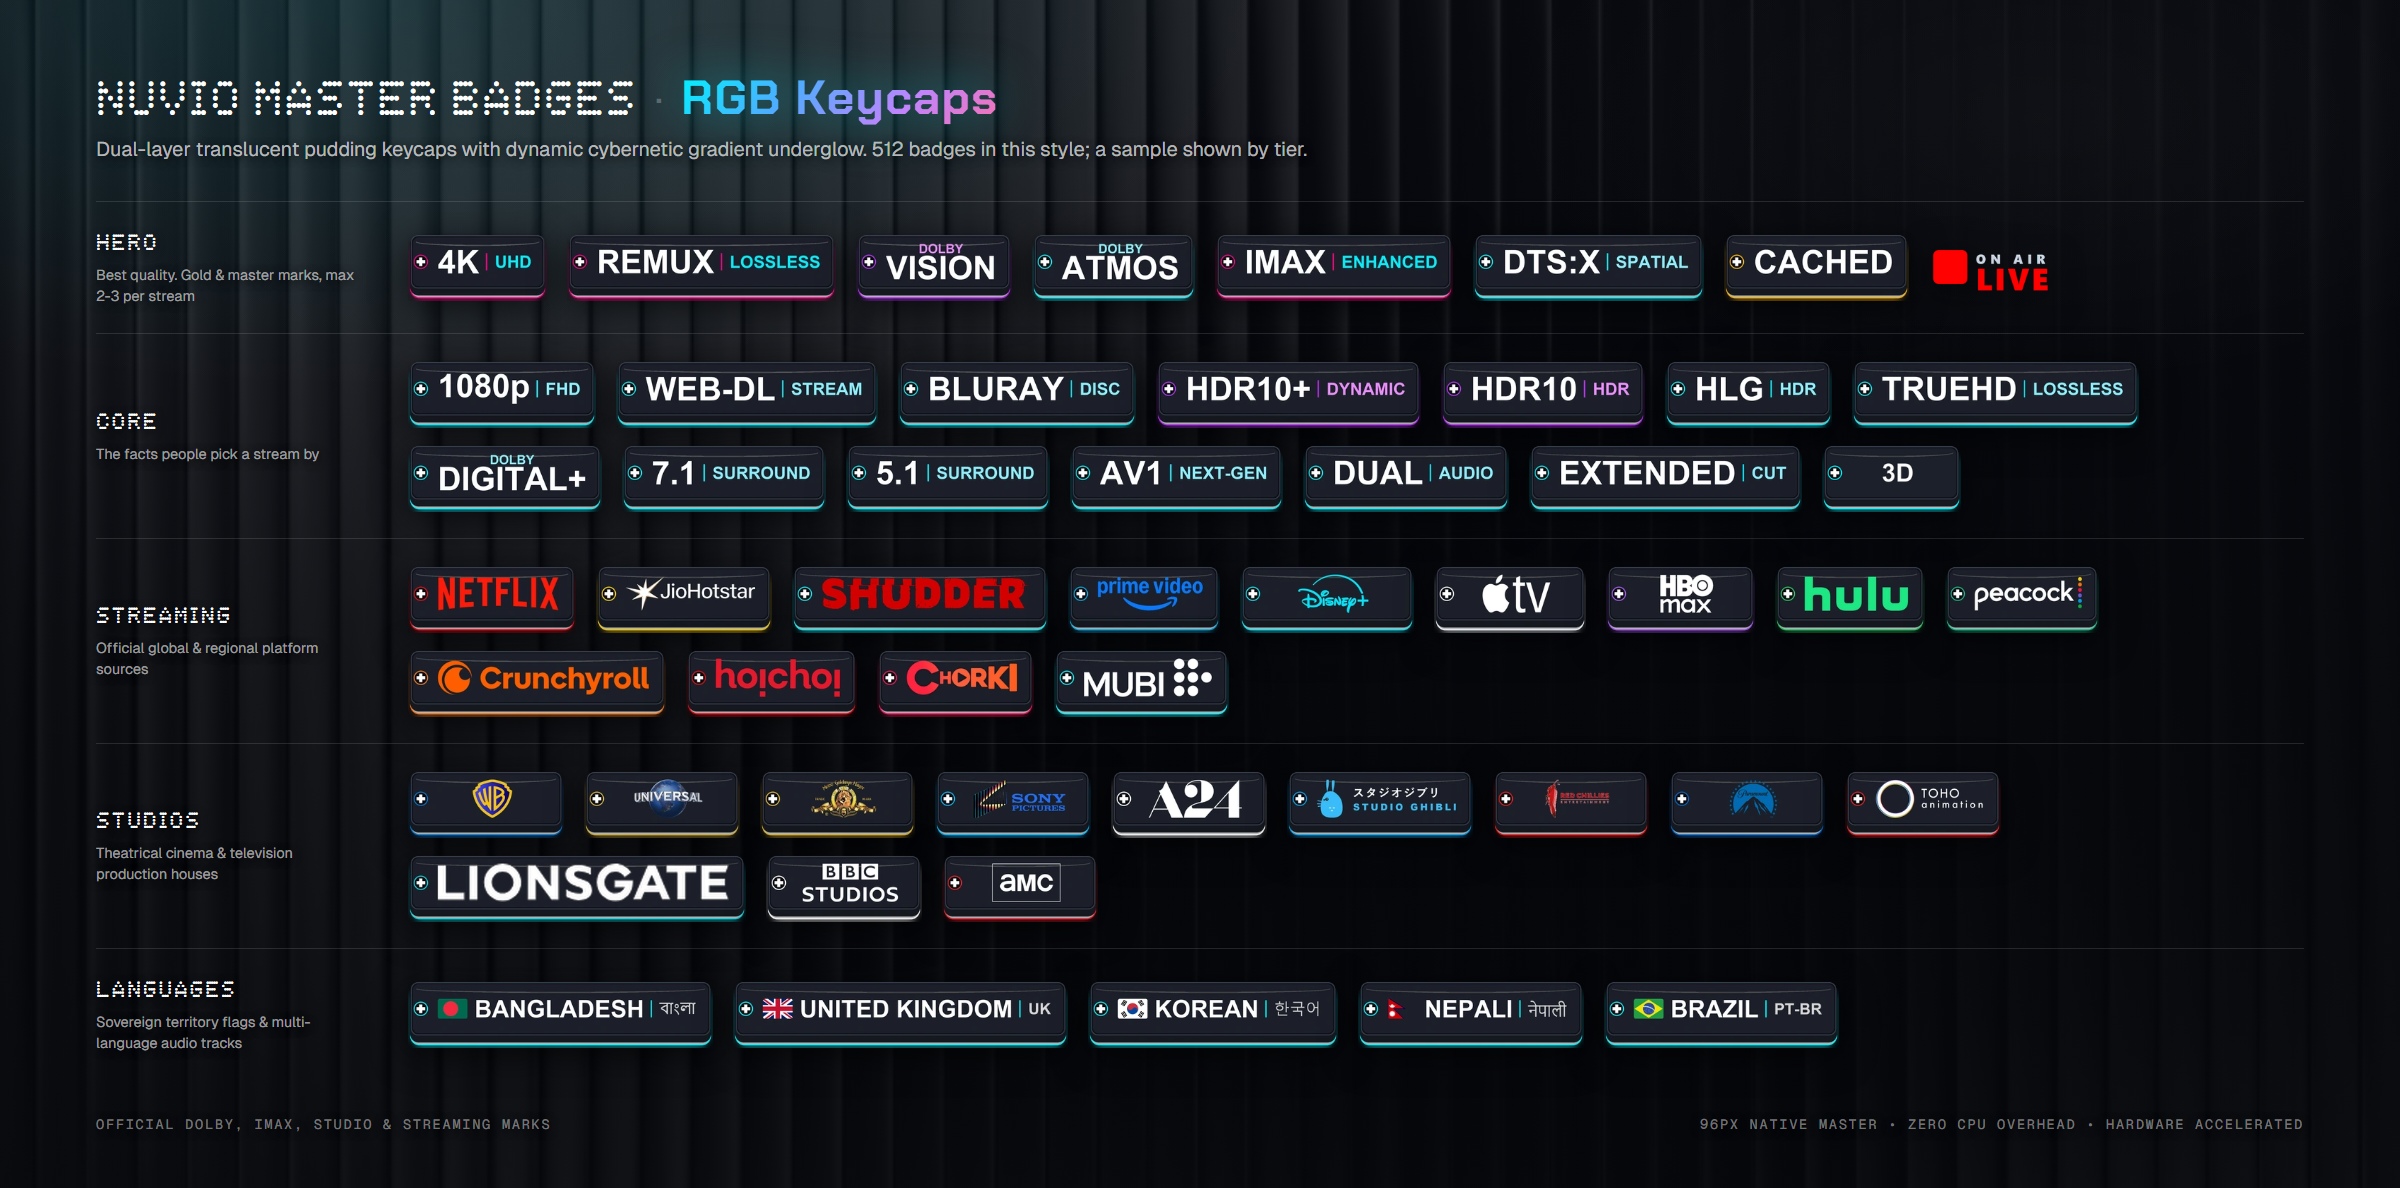 NUVIO MASTER BADGES · RGB Keycaps
Dual-layer translucent pudding keycaps with dynamic cybernetic gradient underglow. 512 badges in this style; a sample shown by tier.
HERO
Best quality. Gold & master marks, max
2-3 per stream
4K | UHD
REMUX | LOSSLESS
DOLBY
VISION
DOLBY
ATMOS
IMAX | ENHANCED
DTS:X | SPATIAL
CACHED
ON AIR
LIVE
CORE
The facts people pick a stream by
1080p | FHD
WEB-DL | STREAM
BLURAY | DISC
HDR10+ | DYNAMIC
HDR10 | HDR
HLG | HDR
TRUEHD | LOSSLESS
DOLBY
DIGITAL+
7.1 | SURROUND
5.1 | SURROUND
AV1 | NEXT-GEN
DUAL | AUDIO
EXTENDED | CUT
3D
STREAMING
Official global & regional platform
sources
NETFLIX
JioHotstar
SHUDDER
prime video
Disney+
tv
HBO
max
hulu
peacock
Crunchyroll
hoichoi
CHORKI
MUBI
STUDIOS
Theatrical cinema & television
production houses
WB
UNIVERSAL
SONY
PICTURES
A24
スタジオジブリ
STUDIO GHIBLI
RED CHILLIES
ENTERTAINMENT
Paramount
TOHO
animation
LIONSGATE
BBC
STUDIOS
aMC
LANGUAGES
Sovereign territory flags & multi-
language audio tracks
BANGLADESH | বাংলা
UNITED KINGDOM | UK
KOREAN | 한국어
NEPALI | नेपाली
BRAZIL | PT-BR
OFFICIAL DOLBY, IMAX, STUDIO & STREAMING MARKS
96PX NATIVE MASTER • ZERO CPU OVERHEAD • HARDWARE ACCELERATED